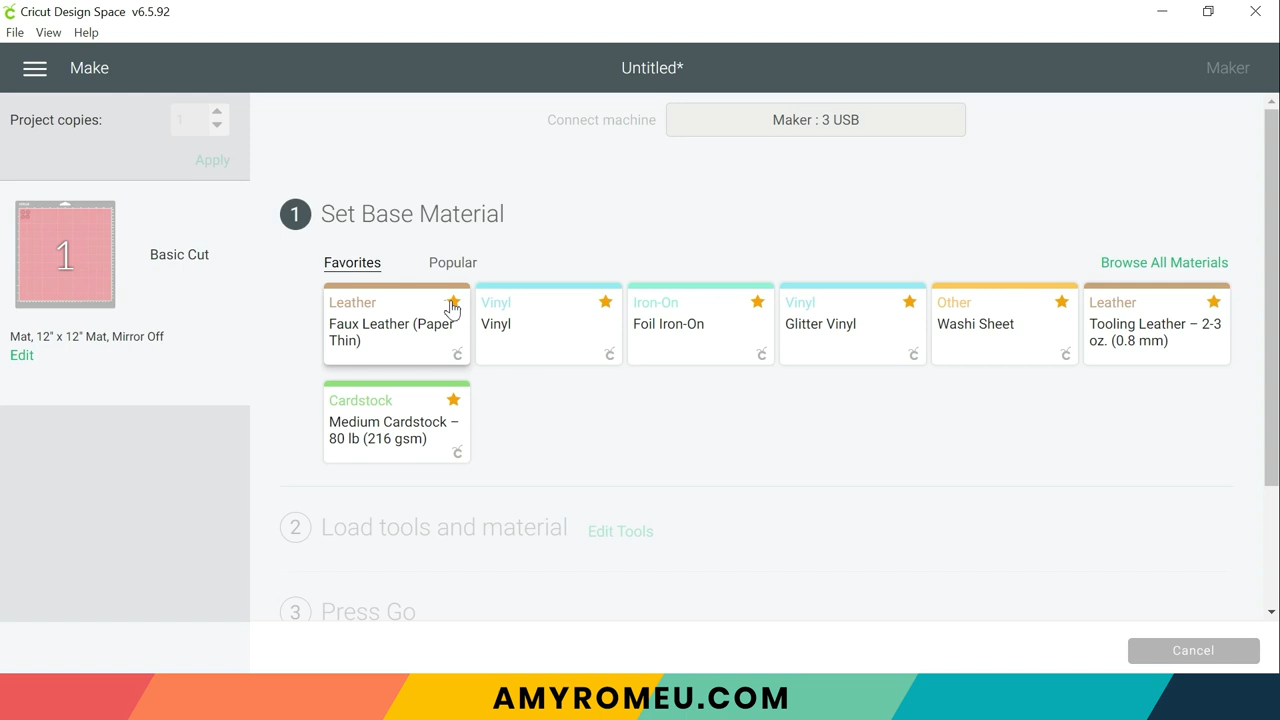 Cricut Design Space v6.5.92
File View Help
Make
Untitled*
Maker
Project copies:
1
Apply
Connect machine
Maker : 3 USB
1
Basic Cut
Mat, 12" x 12" Mat, Mirror Off
Edit
1 Set Base Material
Favorites
Popular
Browse All Materials
Leather
Faux Leather (Paper
Thin)
Vinyl
Vinyl
Iron-On
Foil Iron-On
Vinyl
Glitter Vinyl
Other
Washi Sheet
Leather
Tooling Leather – 2-3
oz. (0.8 mm)
Cardstock
Medium Cardstock –
80 lb (216 gsm)
2 Load tools and material
Edit Tools
3 Press Go
Cancel
AMYROMEU.COM